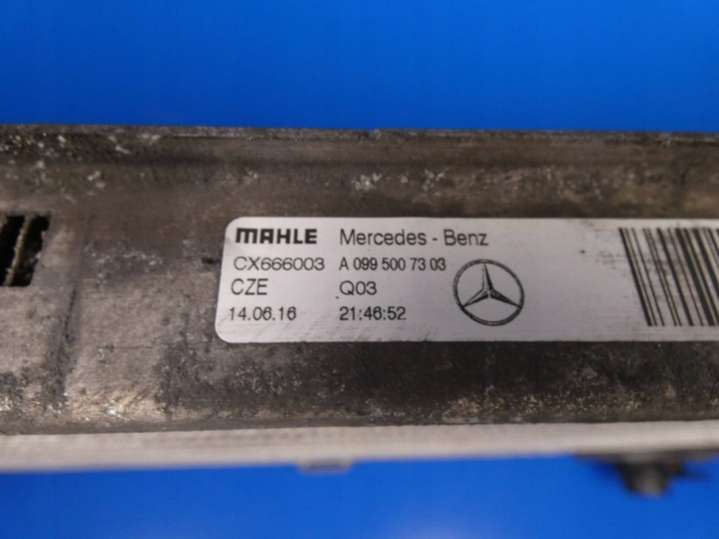 MAHLE Mercedes - Benz
CX666003 A 099 500 73 03
CZE Q03
14.06.16 21:46:52